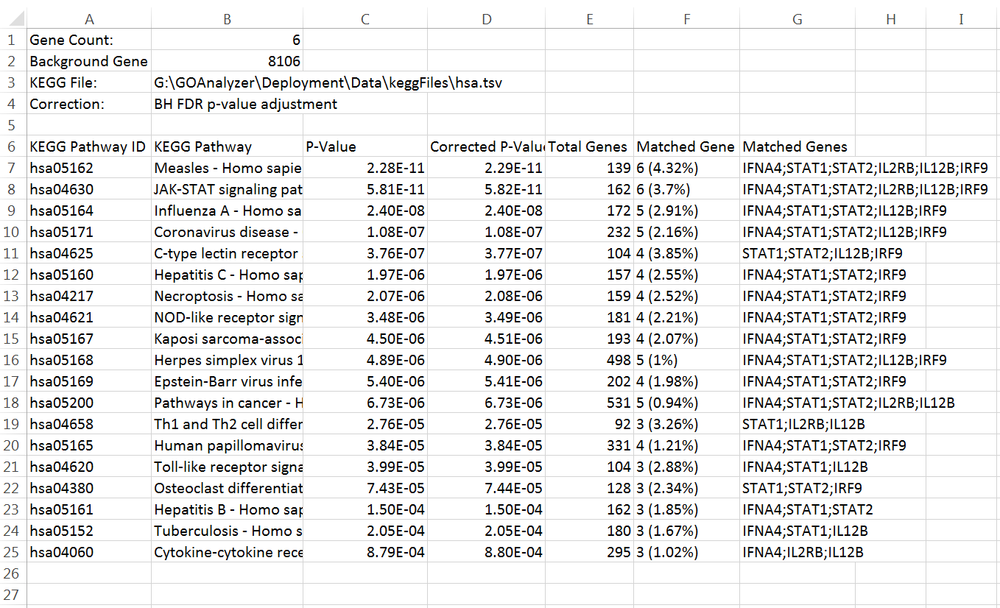 A B C D E F G H I
1 Gene Count: 6
2 Background Gene 8106
3 KEGG File: G:\GOAnalyzer\Deployment\Data\keggFiles\hsa.tsv
4 Correction: BH FDR p-value adjustment
5
6 KEGG Pathway ID KEGG Pathway P-Value Corrected P-Valu Total Genes Matched Gene Matched Genes
7 hsa05162 Measles - Homo sapie 2.28E-11 2.29E-11 139 6 (4.32%) IFNA4;STAT1;STAT2;IL2RB;IL12B;IRF9
8 hsa04630 JAK-STAT signaling pat 5.81E-11 5.82E-11 162 6 (3.7%) IFNA4;STAT1;STAT2;IL2RB;IL12B;IRF9
9 hsa05164 Influenza A - Homo sa 2.40E-08 2.40E-08 172 5 (2.91%) IFNA4;STAT1;STAT2;IL12B;IRF9
10 hsa05171 Coronavirus disease - 1.08E-07 1.08E-07 232 5 (2.16%) IFNA4;STAT1;STAT2;IL12B;IRF9
11 hsa04625 C-type lectin receptor 3.76E-07 3.77E-07 104 4 (3.85%) STAT1;STAT2;IL12B;IRF9
12 hsa05160 Hepatitis C - Homo sap 1.97E-06 1.97E-06 157 4 (2.55%) IFNA4;STAT1;STAT2;IRF9
13 hsa04217 Necroptosis - Homo sa 2.07E-06 2.08E-06 159 4 (2.52%) IFNA4;STAT1;STAT2;IRF9
14 hsa04621 NOD-like receptor sign 3.48E-06 3.49E-06 181 4 (2.21%) IFNA4;STAT1;STAT2;IRF9
15 hsa05167 Kaposi sarcoma-assoc 4.50E-06 4.51E-06 193 4 (2.07%) IFNA4;STAT1;STAT2;IRF9
16 hsa05168 Herpes simplex virus 1 4.89E-06 4.90E-06 498 5 (1%) IFNA4;STAT1;STAT2;IL12B;IRF9
17 hsa05169 Epstein-Barr virus infe 5.40E-06 5.41E-06 202 4 (1.98%) IFNA4;STAT1;STAT2;IRF9
18 hsa05200 Pathways in cancer - H 6.73E-06 6.73E-06 531 5 (0.94%) IFNA4;STAT1;STAT2;IL2RB;IL12B
19 hsa04658 Th1 and Th2 cell differ 2.76E-05 2.76E-05 92 3 (3.26%) STAT1;IL2RB;IL12B
20 hsa05165 Human papillomavirus 3.84E-05 3.84E-05 331 4 (1.21%) IFNA4;STAT1;STAT2;IRF9
21 hsa04620 Toll-like receptor signa 3.99E-05 3.99E-05 104 3 (2.88%) IFNA4;STAT1;IL12B
22 hsa04380 Osteoclast differentiat 7.43E-05 7.44E-05 128 3 (2.34%) STAT1;STAT2;IRF9
23 hsa05161 Hepatitis B - Homo sap 1.50E-04 1.50E-04 162 3 (1.85%) IFNA4;STAT1;STAT2
24 hsa05152 Tuberculosis - Homo s 2.05E-04 2.05E-04 180 3 (1.67%) IFNA4;STAT1;IL12B
25 hsa04060 Cytokine-cytokine rece 8.79E-04 8.80E-04 295 3 (1.02%) IFNA4;IL2RB;IL12B
26
27